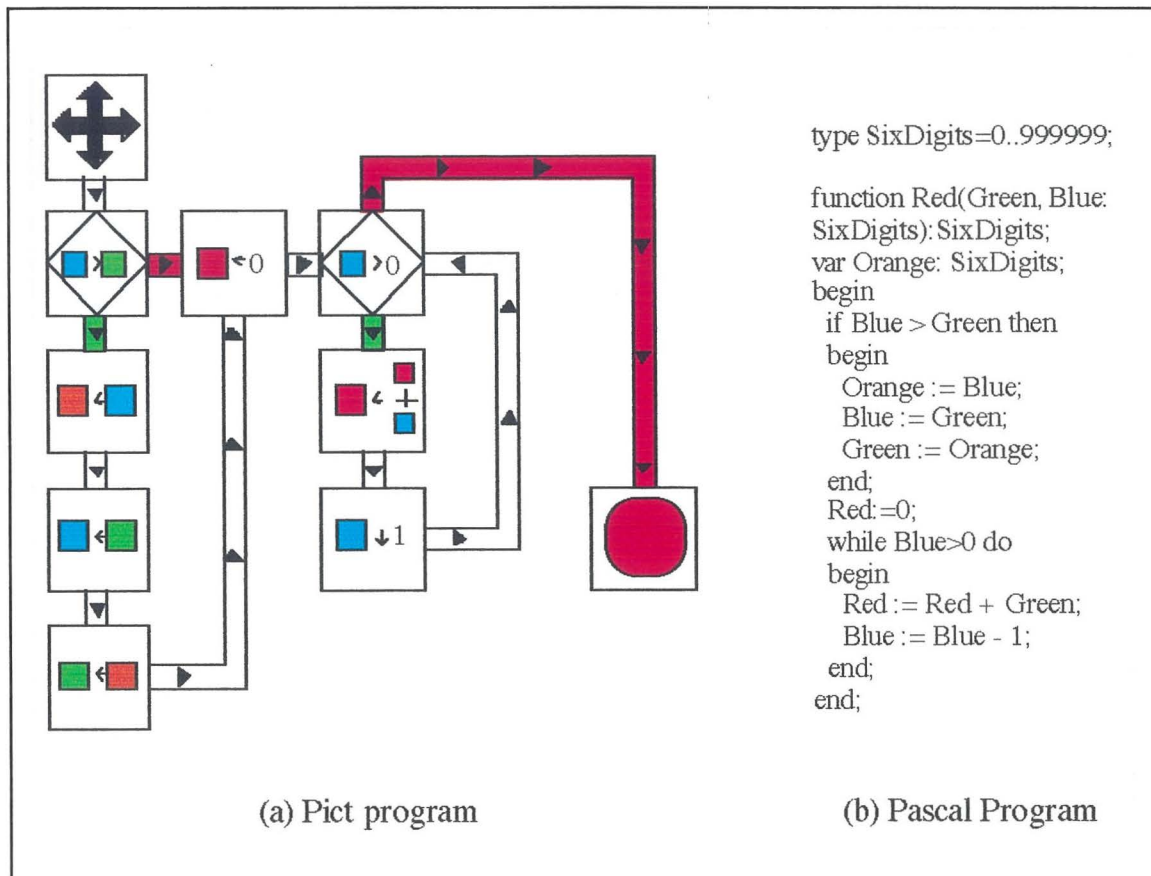 >
←0
>0
←
←
+
←
↓1
←
type SixDigits=0..999999;
function Red(Green, Blue:
SixDigits):SixDigits;
var Orange: SixDigits;
begin
if Blue > Green then
begin
Orange := Blue;
Blue := Green;
Green := Orange;
end;
Red:=0;
while Blue>0 do
begin
Red := Red + Green;
Blue := Blue - 1;
end;
end;
(a) Pict program
(b) Pascal Program